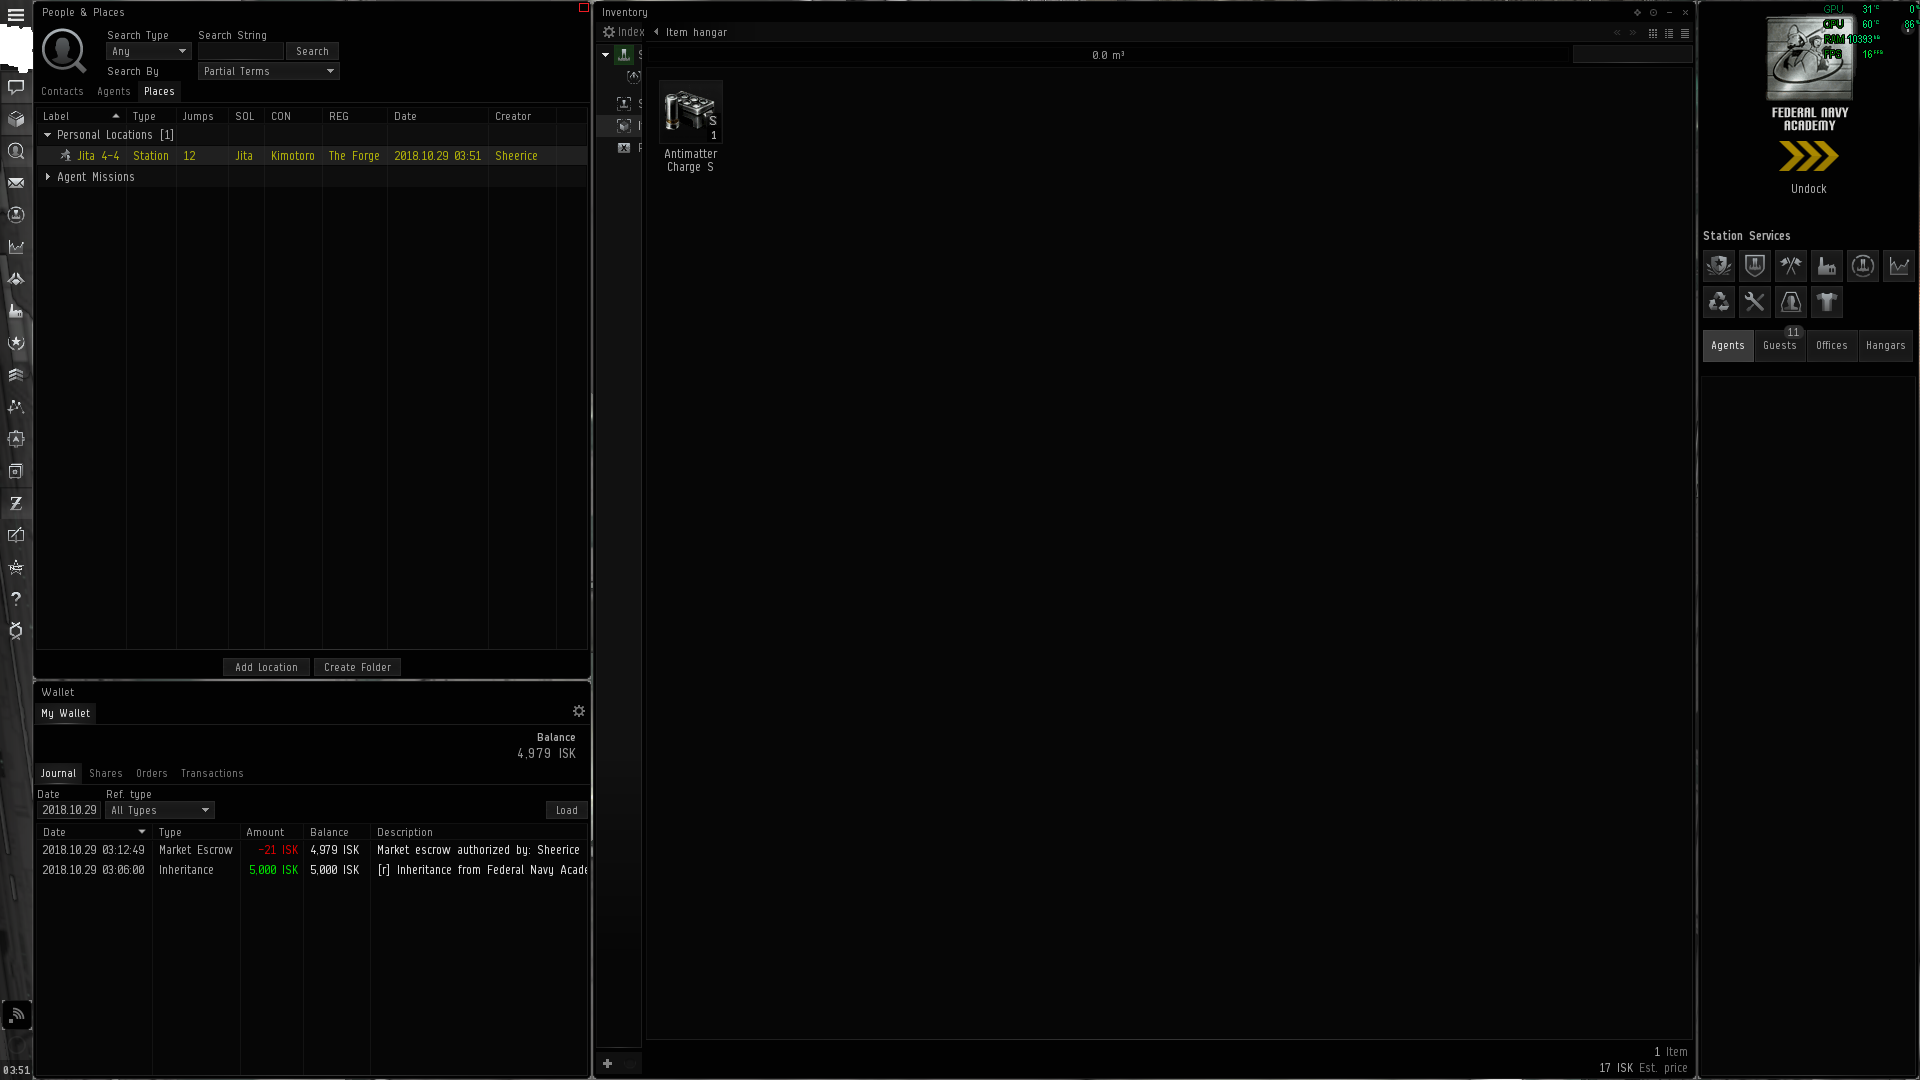 People & Places
Search Type
Search String
Any
Search
Search By
Partial Terms
Contacts
Agents
Places
Label
Type
Jumps
SOL
CON
REG
Date
Creator
Personal Locations [1]
Jita 4-4
Station
12
Jita
Kimotoro
The Forge
2018.10.29 03:51
Sheerice
Agent Missions
Add Location
Create Folder
Wallet
My Wallet
Balance
4,979 ISK
Journal
Shares
Orders
Transactions
Date
Ref. type
2018.10.29
All Types
Load
Date
Type
Amount
Balance
Description
2018.10.29 03:12:49
Market Escrow
-21 ISK
4,979 ISK
Market escrow authorized by: Sheerice
2018.10.29 03:06:00
Inheritance
5,000 ISK
5,000 ISK
[r] Inheritance from Federal Navy Acade
03:51
Inventory
Index
Item hangar
0.0 m³
S
1
Antimatter
Charge S
1 Item
17 ISK Est. price
GPU 31°C 0%
CPU 60°C 86%
RAM 10393 MB
FPS 16 FPS
FEDERAL NAVY
ACADEMY
Undock
Station Services
Agents
Guests
11
Offices
Hangars